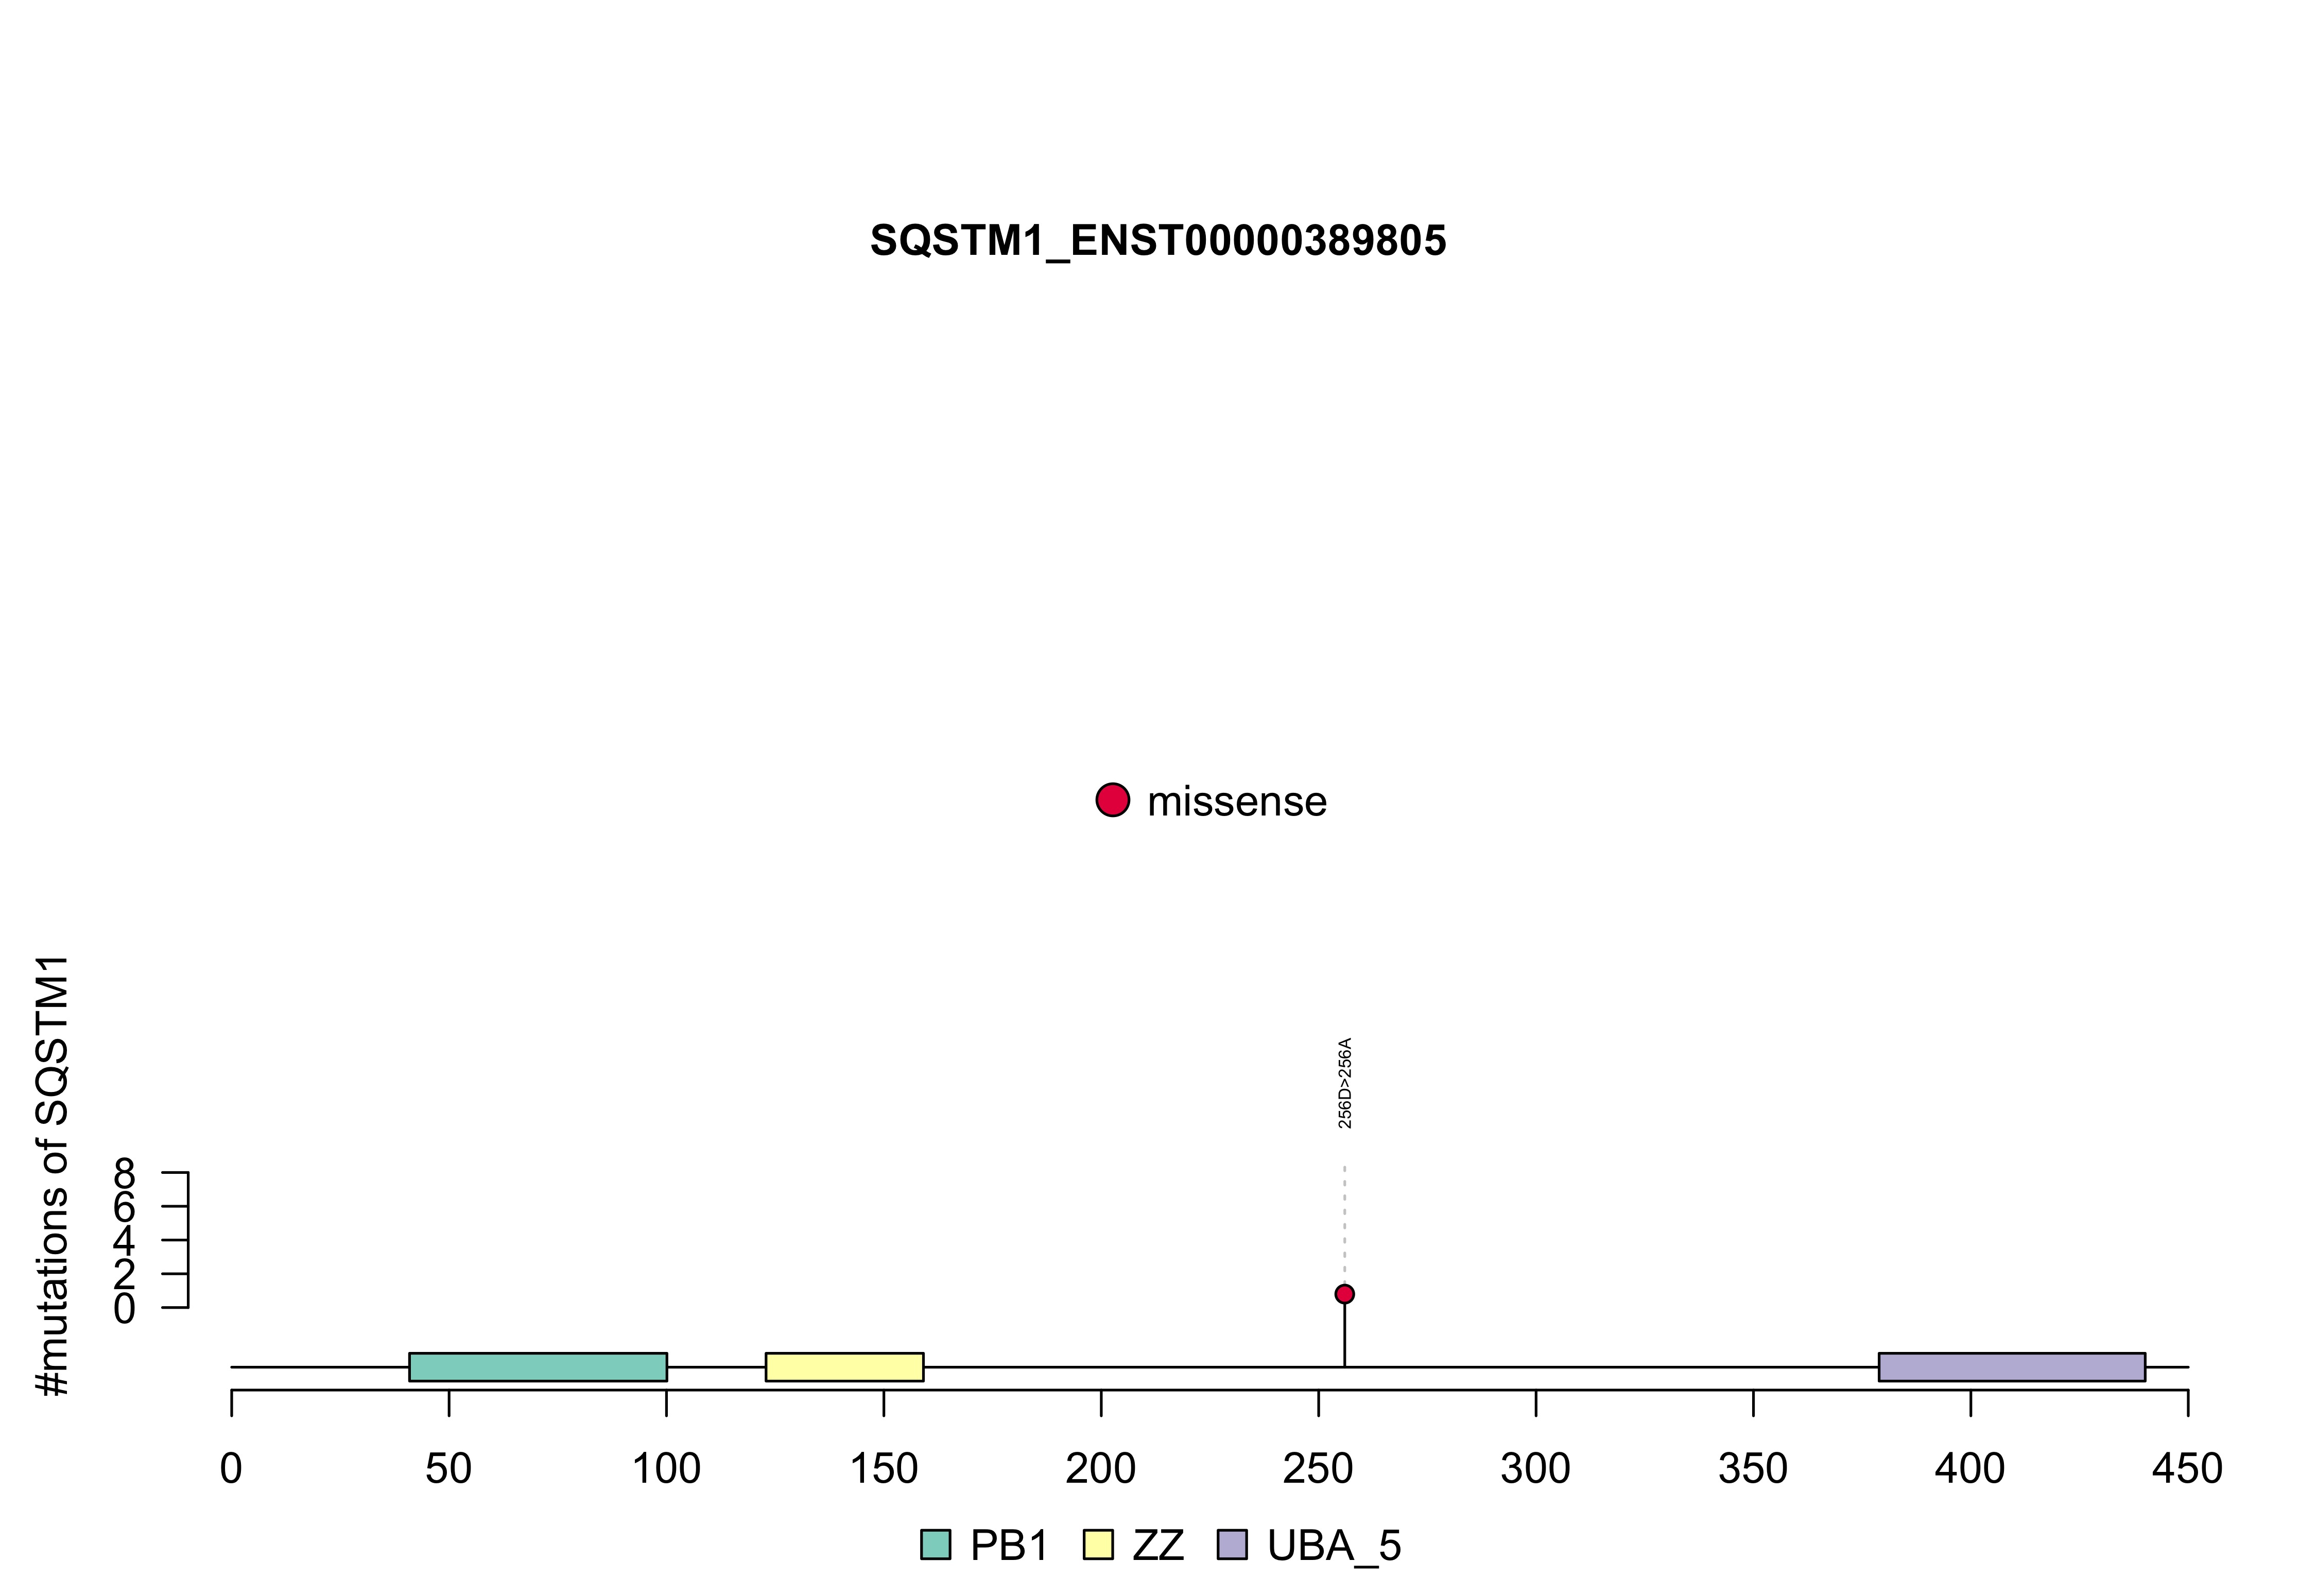 SQSTM1_ENST00000389805
missense
#mutations of SQSTM1
256D>256A
8
6
4
2
0
0 50 100 150 200 250 300 350 400 450
PB1 ZZ UBA_5